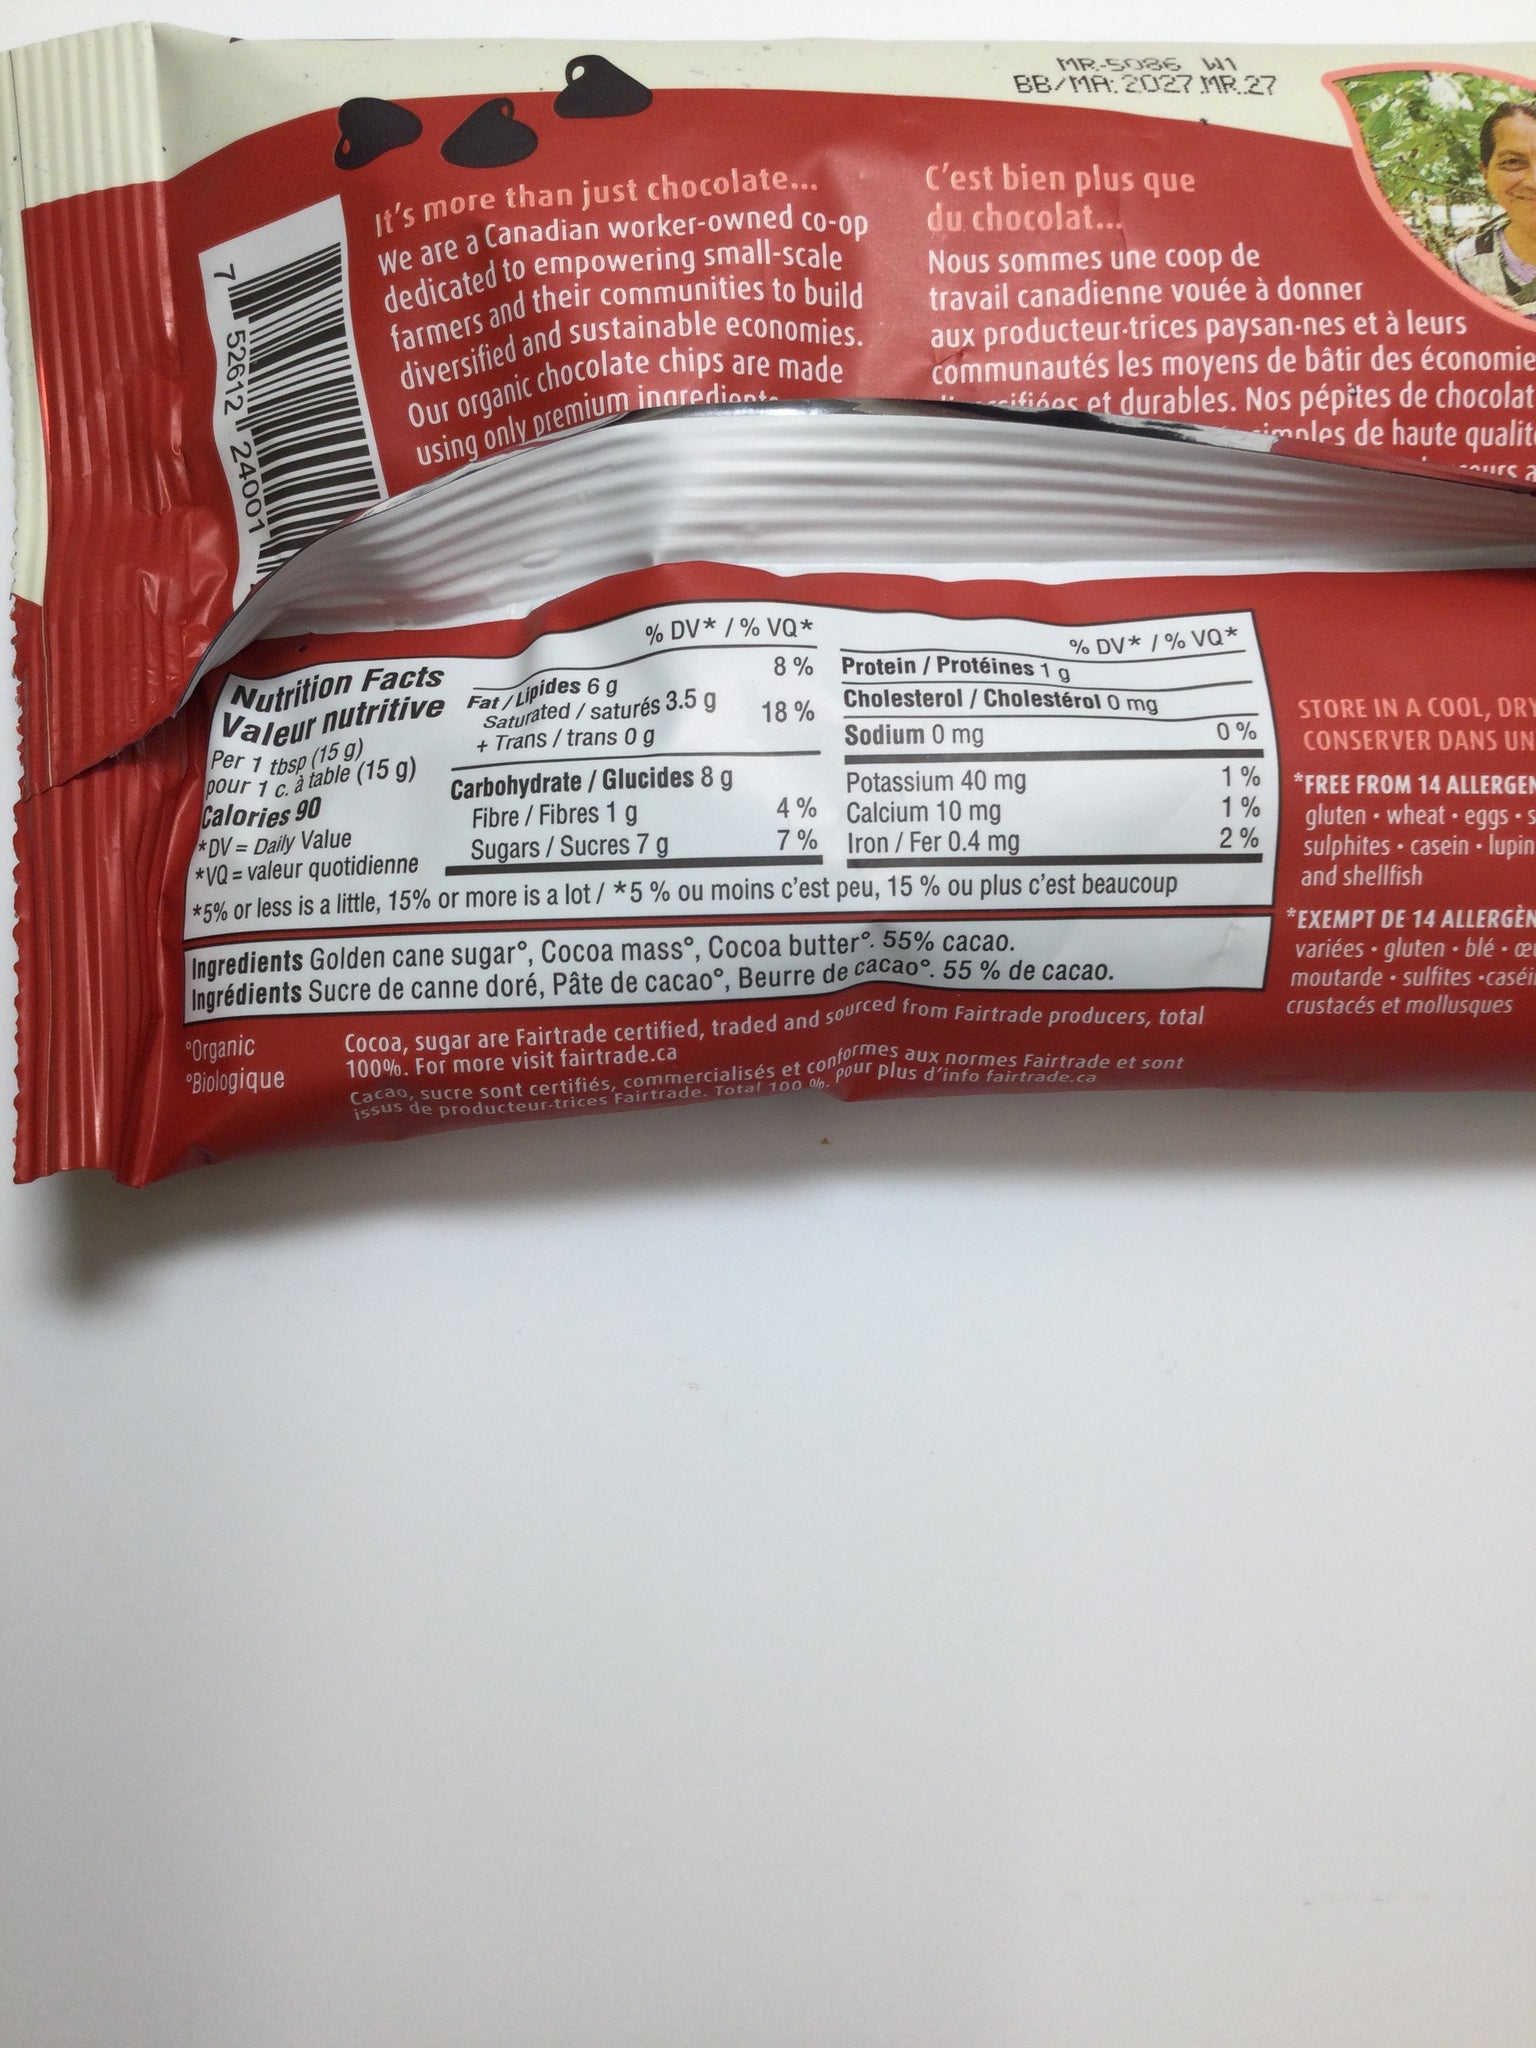 MR-5086 W1
BB/MA: 2027.MR.27
It's more than just chocolate...
We are a Canadian worker-owned co-op
dedicated to empowering small-scale
farmers and their communities to build
diversified and sustainable economies.
Our organic chocolate chips are made
using only premium ingredients
C'est bien plus que
du chocolat...
Nous sommes une coop de
travail canadienne vouée à donner
aux producteur·trices paysan·nes et à leurs
communautés les moyens de bâtir des économie
et durables. Nos pépites de chocolat
de haute qualit
7 52612 24001
Nutrition Facts
Valeur nutritive
Per 1 tbsp (15 g)
pour 1 c. à table (15 g)
Calories 90
*DV = Daily Value
*VQ = valeur quotidienne
% DV* / % VQ*
Fat / Lipides 6 g 8 %
Saturated / saturés 3.5 g
+ Trans / trans 0 g 18 %
Carbohydrate / Glucides 8 g
Fibre / Fibres 1 g 4 %
Sugars / Sucres 7 g 7 %
% DV* / % VQ*
Protein / Protéines 1 g
Cholesterol / Cholestérol 0 mg
Sodium 0 mg 0 %
Potassium 40 mg 1 %
Calcium 10 mg 1 %
Iron / Fer 0.4 mg 2 %
*5% or less is a little, 15% or more is a lot / *5 % ou moins c'est peu, 15 % ou plus c'est beaucoup
Ingredients Golden cane sugar°, Cocoa mass°, Cocoa butter°. 55% cacao.
Ingrédients Sucre de canne doré, Pâte de cacao°, Beurre de cacao°. 55 % de cacao.
°Organic
°Biologique
Cocoa, sugar are Fairtrade certified, traded and sourced from Fairtrade producers, total
100%. For more visit fairtrade.ca
Cacao, sucre sont certifiés, commercialisés et conformes aux normes Fairtrade et sont
issus de producteur·trices Fairtrade. Total 100 %. Pour plus d'info fairtrade.ca
STORE IN A COOL, DRY
CONSERVER DANS UN
*FREE FROM 14 ALLERGEN
gluten • wheat • eggs • s
sulphites • casein • lupin
and shellfish
*EXEMPT DE 14 ALLERGÈN
variées • gluten • blé • œu
moutarde • sulfites •caséi
crustacés et mollusques